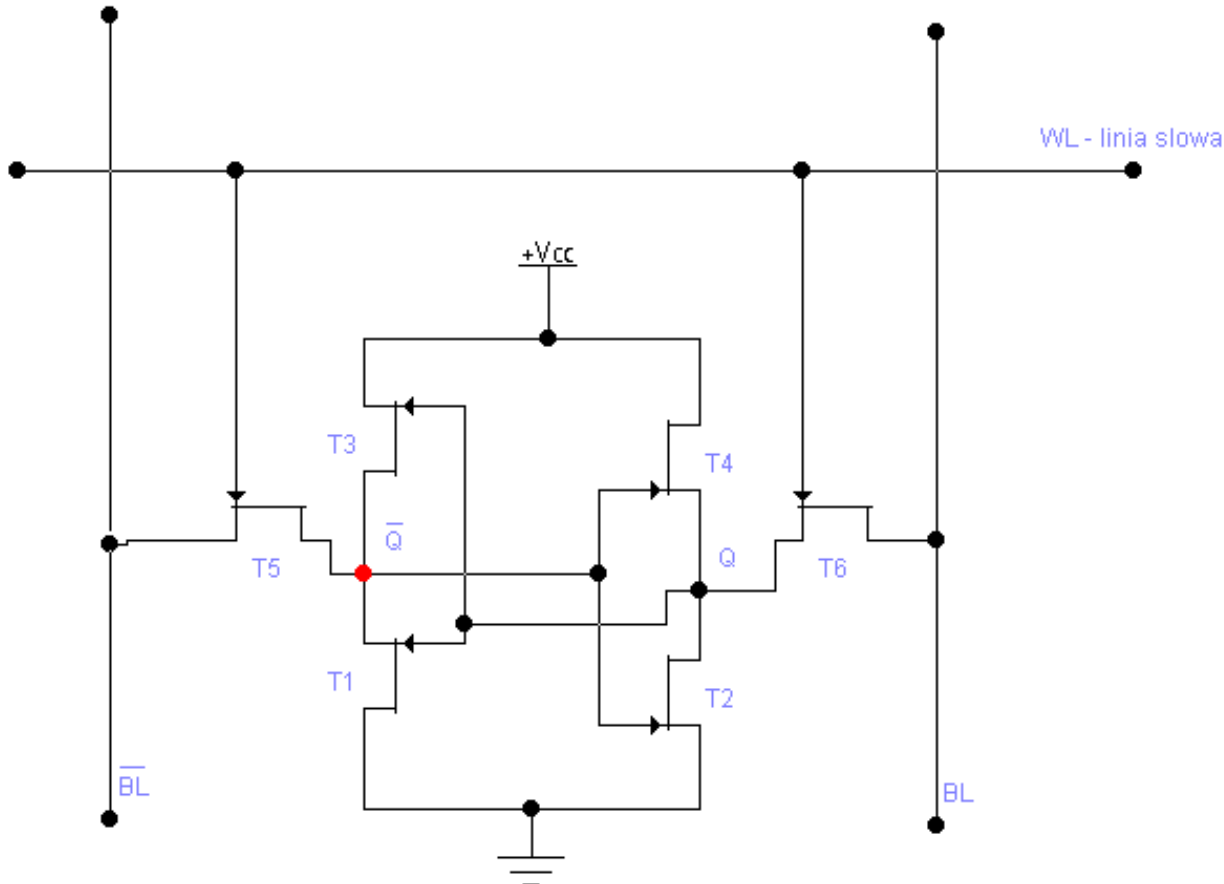 WL - linia slowa
+Vcc
T3
T4
Q̅
Q
T5
T6
T1
T2
B̅L̅
BL